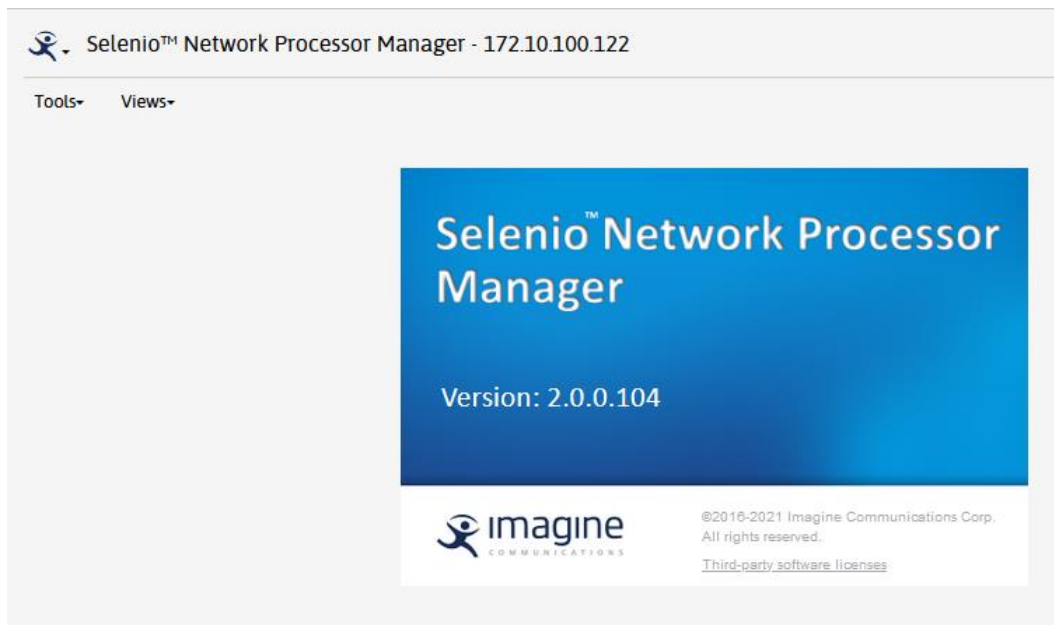 Selenio™ Network Processor Manager - 172.10.100.122
Tools Views
Selenio™ Network Processor
Manager
Version: 2.0.0.104
imagine
COMMUNICATIONS
©2016-2021 Imagine Communications Corp.
All rights reserved.
Third-party software licenses